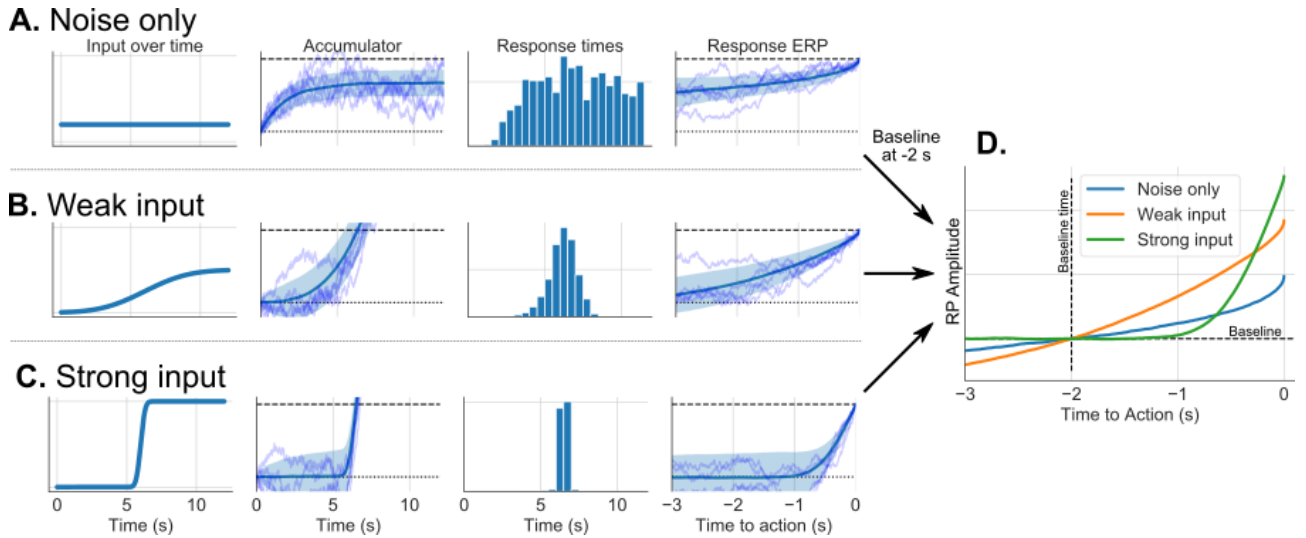 A. Noise only
Input over time
Accumulator
Response times
Response ERP
Baseline
at -2 s
B. Weak input
C. Strong input
0
5
10
Time (s)
0
5
10
Time (s)
0
5
10
Time (s)
−3
−2
−1
0
Time to action (s)
D.
Noise only
Weak input
Strong input
Baseline time
RP Amplitude
Baseline
−3
−2
−1
0
Time to Action (s)